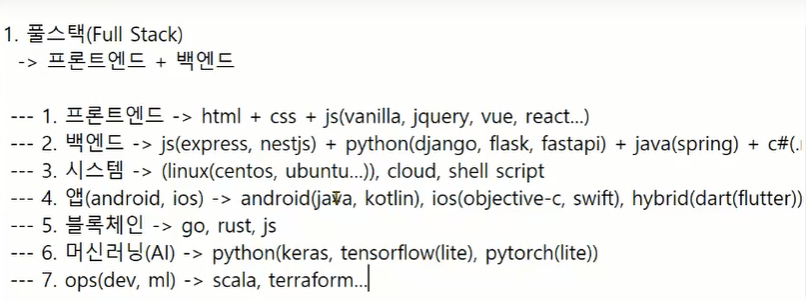 1. 풀스택(Full Stack)
-> 프론트엔드 + 백엔드
--- 1. 프론트엔드 -> html + css + js(vanilla, jquery, vue, react...)
--- 2. 백엔드 -> js(express, nestjs) + python(django, flask, fastapi) + java(spring) + c#(.
--- 3. 시스템 -> (linux(centos, ubuntu...)), cloud, shell script
--- 4. 앱(android, ios) -> android(java, kotlin), ios(objective-c, swift), hybrid(dart(flutter))
--- 5. 블록체인 -> go, rust, js
--- 6. 머신러닝(AI) -> python(keras, tensorflow(lite), pytorch(lite))
--- 7. ops(dev, ml) -> scala, terraform...